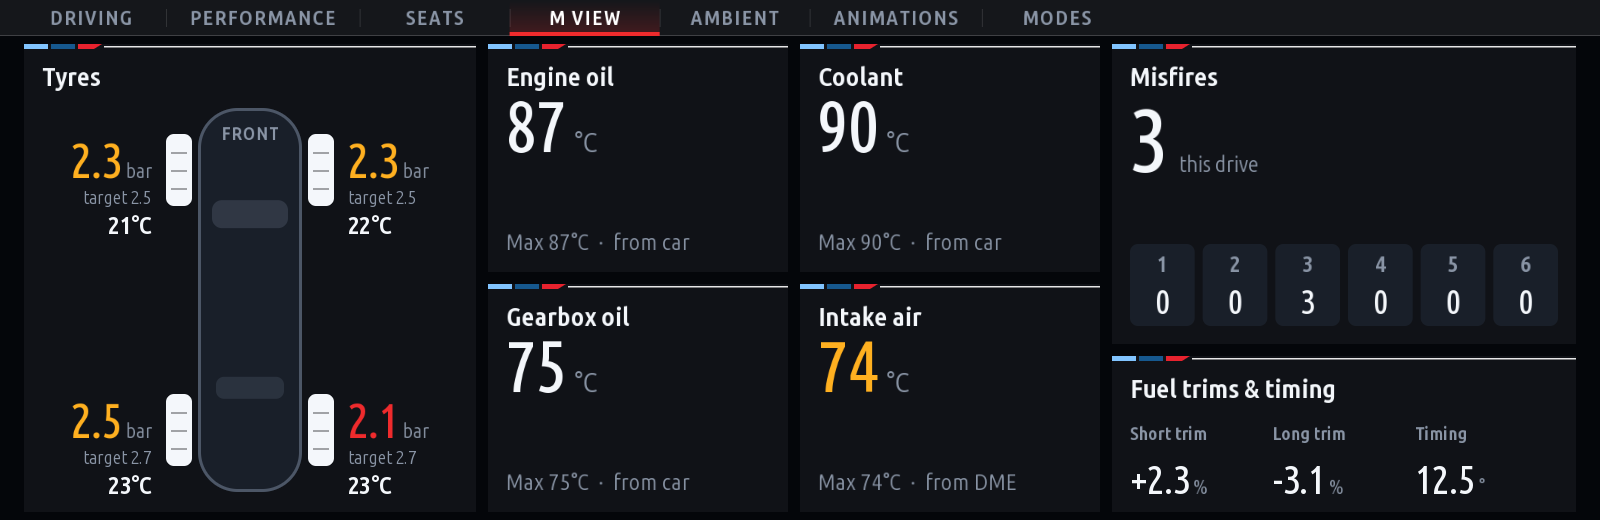 DRIVING PERFORMANCE SEATS M VIEW AMBIENT ANIMATIONS MODES
Tyres
FRONT
2.3 bar
target 2.5
21°C
2.3 bar
target 2.5
22°C
2.5 bar
target 2.7
23°C
2.1 bar
target 2.7
23°C
Engine oil
87 °C
Max 87°C · from car
Coolant
90 °C
Max 90°C · from car
Gearbox oil
75 °C
Max 75°C · from car
Intake air
74 °C
Max 74°C · from DME
Misfires
3 this drive
1 2 3 4 5 6
0 0 3 0 0 0
Fuel trims & timing
Short trim Long trim Timing
+2.3 % -3.1 % 12.5 °